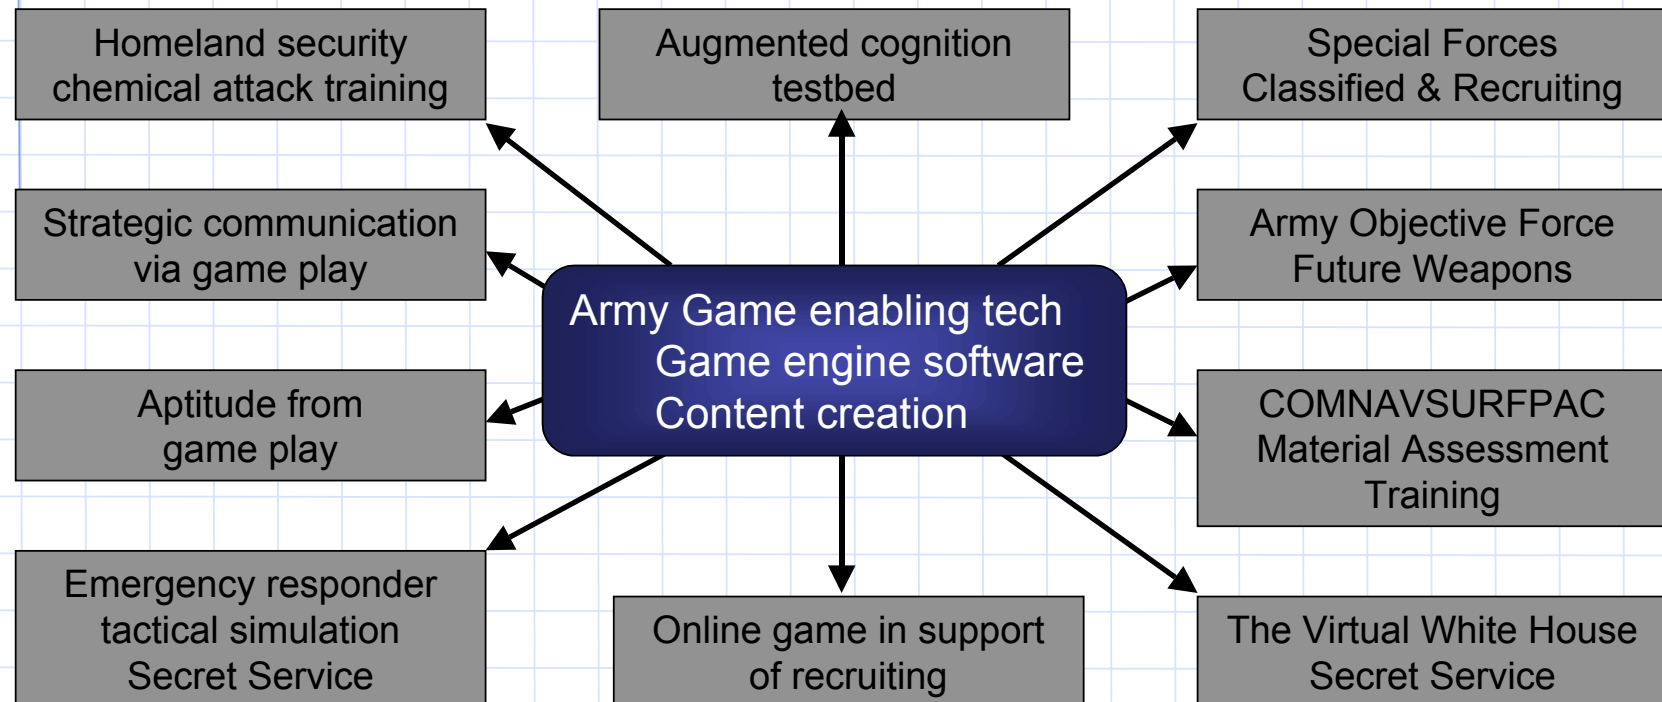 Homeland security
chemical attack training
Augmented cognition
testbed
Special Forces
Classified & Recruiting
Strategic communication
via game play
Army Objective Force
Future Weapons
Army Game enabling tech
Game engine software
Content creation
Aptitude from
game play
COMNAVSURFPAC
Material Assessment
Training
Emergency responder
tactical simulation
Secret Service
Online game in support
of recruiting
The Virtual White House
Secret Service